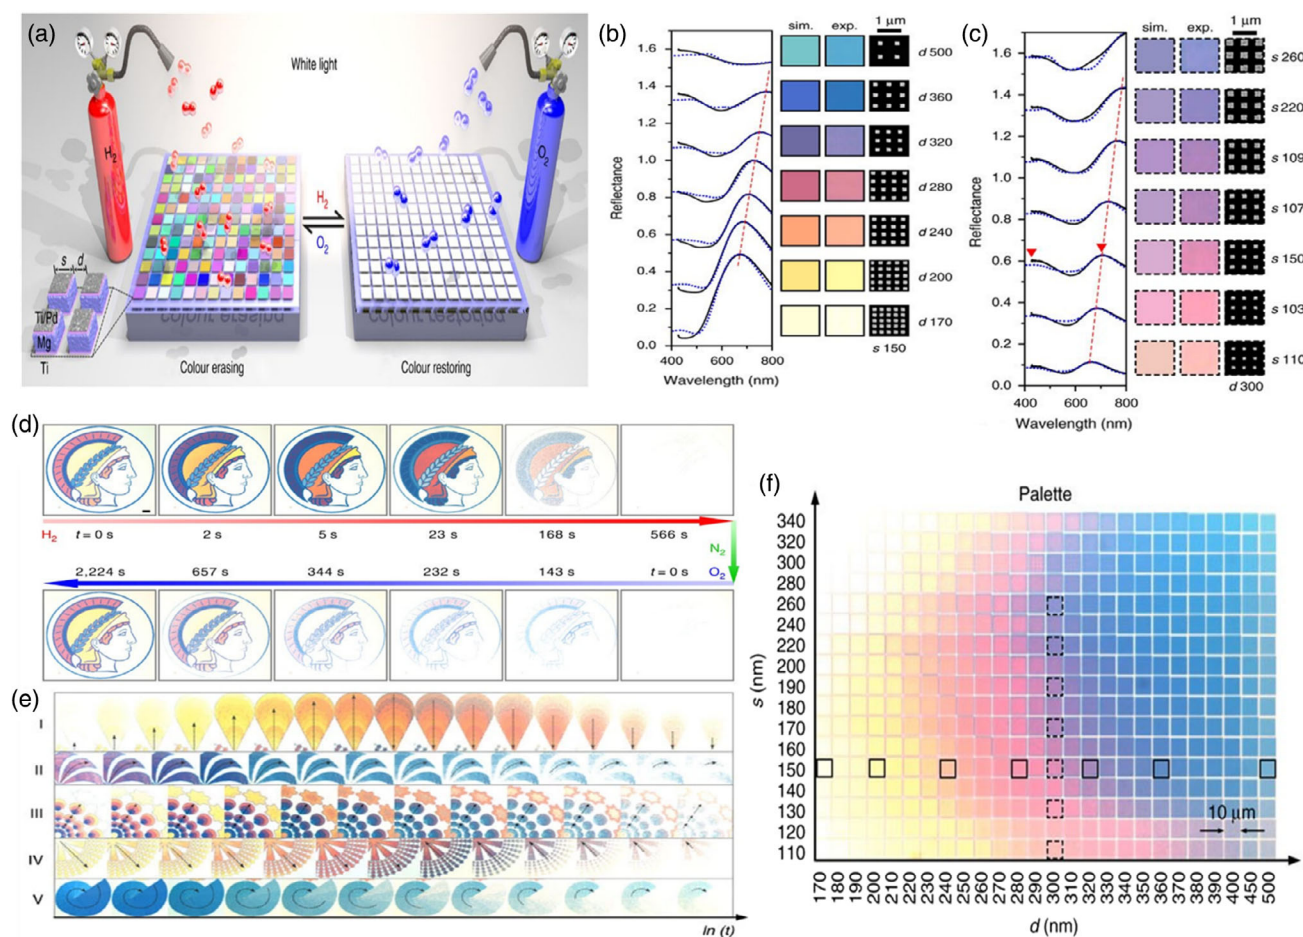 (a)
White light
H₂
O₂
H₂
O₂
s d
Ti/Pd
Mg
Ti
colour erasing
colour restored
Colour erasing
Colour restoring
(b)
sim. exp. 1 μm
1.6
1.4
1.2
1.0
0.8
0.6
0.4
0.2
0.0
Reflectance
400 600 800
Wavelength (nm)
d 500
d 360
d 320
d 280
d 240
d 200
d 170
s 150
(c)
sim. exp. 1 μm
1.6
1.4
1.2
1.0
0.8
0.6
0.4
0.2
0.0
Reflectance
400 600 800
Wavelength (nm)
s 260
s 220
s 109
s 107
s 150
s 103
s 110
d 300
(d)
H₂ t = 0 s 2 s 5 s 23 s 168 s 566 s
N₂
2,224 s 657 s 344 s 232 s 143 s t = 0 s O₂
(e)
I
II
III
IV
V
ln (t)
(f)
Palette
340
320
300
280
260
240
220
200
190
180
170
160
150
140
130
120
110
s (nm)
10 μm
170 180 190 200 210 220 230 240 250 260 270 280 290 300 310 320 330 340 350 360 370 380 390 400 450 500
d (nm)